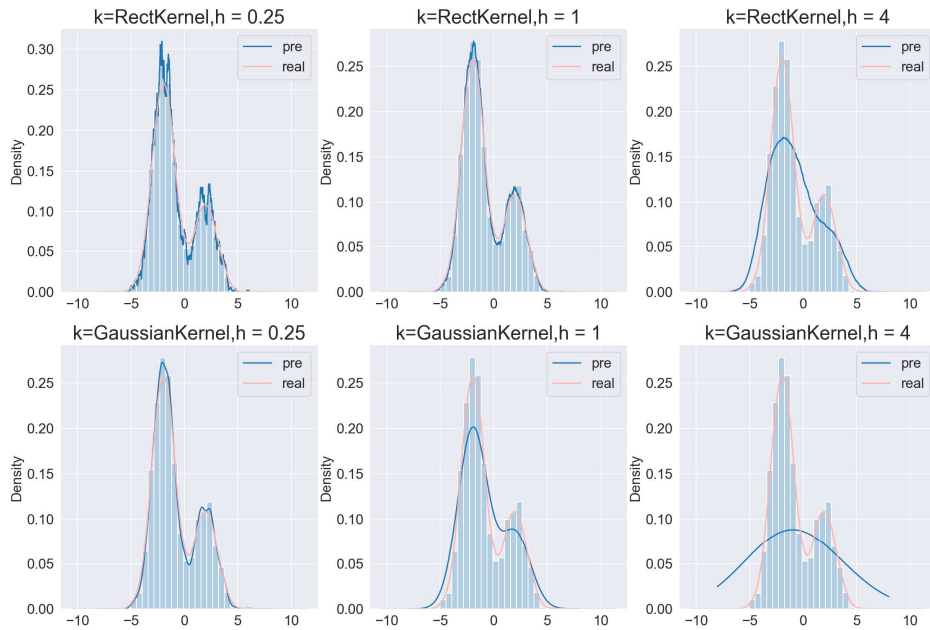 k=RectKernel,h = 0.25
k=RectKernel,h = 1
k=RectKernel,h = 4
Density
0.30
0.25
0.20
0.15
0.10
0.05
0.00
−10
−5
0
5
10
pre
real
Density
0.25
0.20
0.15
0.10
0.05
0.00
−10
−5
0
5
10
pre
real
Density
0.25
0.20
0.15
0.10
0.05
0.00
−10
−5
0
5
10
pre
real
k=GaussianKernel,h = 0.25
k=GaussianKernel,h = 1
k=GaussianKernel,h = 4
Density
0.25
0.20
0.15
0.10
0.05
0.00
−10
−5
0
5
10
pre
real
Density
0.25
0.20
0.15
0.10
0.05
0.00
−10
−5
0
5
10
pre
real
Density
0.25
0.20
0.15
0.10
0.05
0.00
−10
−5
0
5
10
pre
real